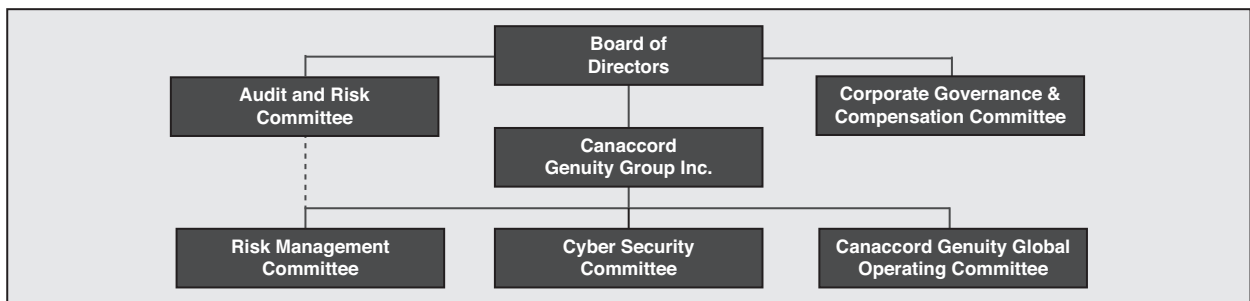 Board of
Directors
Audit and Risk
Committee
Corporate Governance &
Compensation Committee
Canaccord
Genuity Group Inc.
Risk Management
Committee
Cyber Security
Committee
Canaccord Genuity Global
Operating Committee